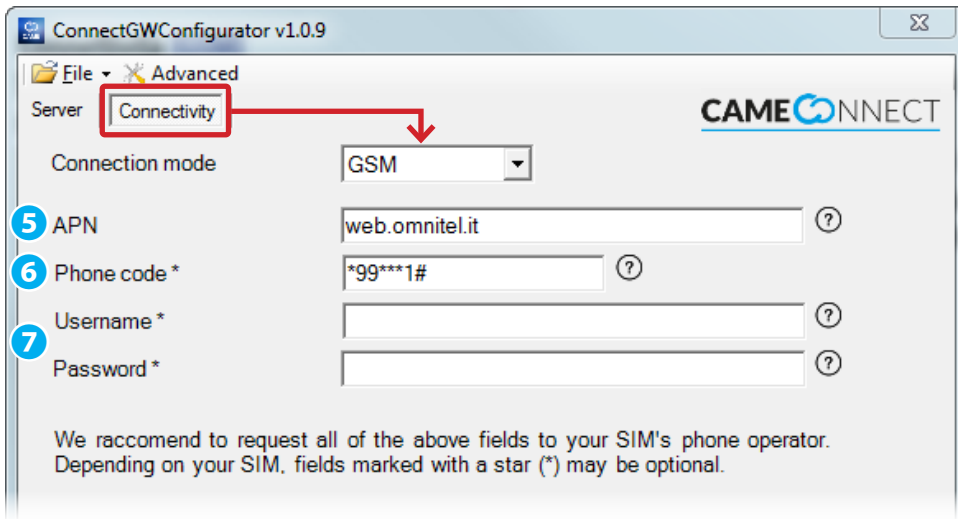 ConnectGWConfigurator v1.0.9
File Advanced
Server Connectivity
CAMECONNECT
Connection mode GSM
5 APN web.omnitel.it ?
6 Phone code * *99***1# ?
Username * ?
7
Password * ?
We raccomend to request all of the above fields to your SIM's phone operator.
Depending on your SIM, fields marked with a star (*) may be optional.